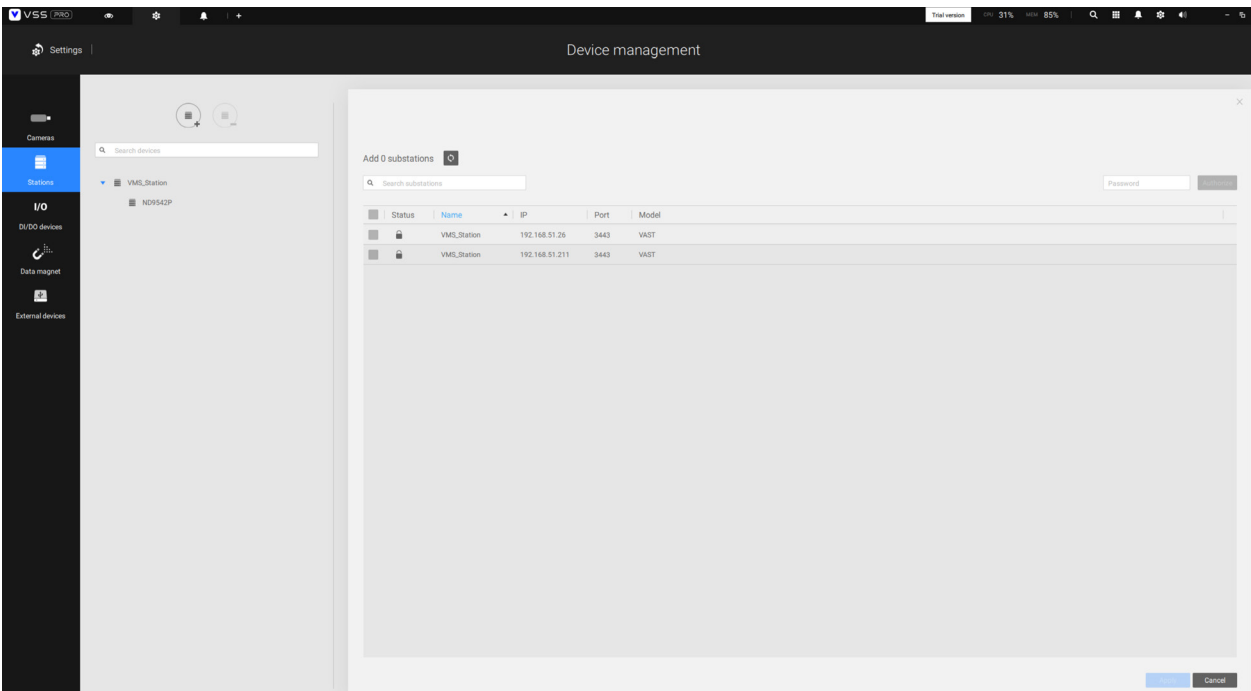 VSS PRO + Trial version CPU 31% MEM 85%
Settings | Device management
Cameras
Stations
I/O
DI/DO devices
Data magnet
External devices
Search devices
VMS_Station
ND9542P
Add 0 substations
Search substations Password Authorize
Status Name IP Port Model
VMS_Station 192.168.51.26 3443 VAST
VMS_Station 192.168.51.211 3443 VAST
Cancel